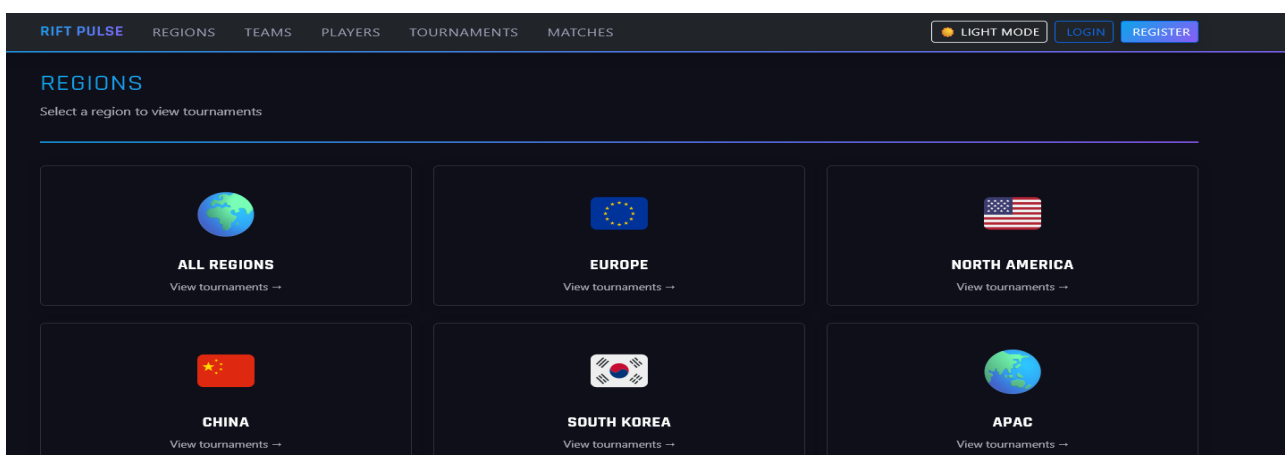 RIFT PULSE REGIONS TEAMS PLAYERS TOURNAMENTS MATCHES LIGHT MODE LOGIN REGISTER
REGIONS
Select a region to view tournaments
ALL REGIONS EUROPE NORTH AMERICA
View tournaments → View tournaments → View tournaments →
CHINA SOUTH KOREA APAC
View tournaments → View tournaments → View tournaments →